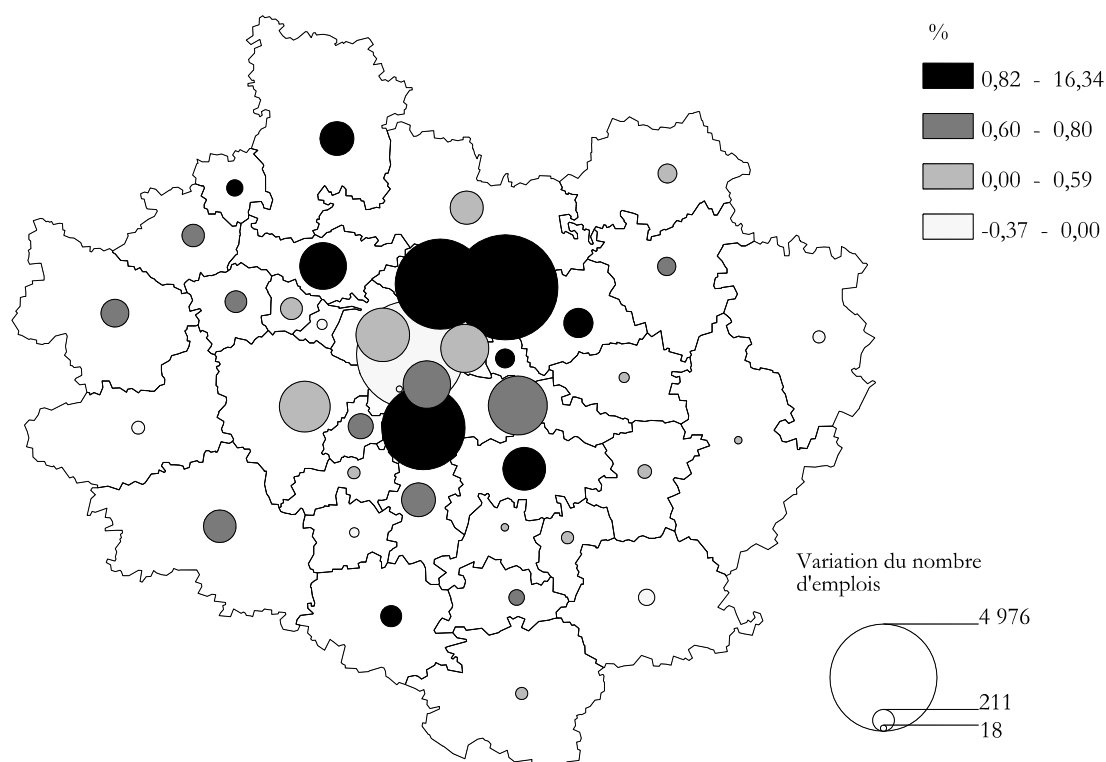 %
0,82 - 16,34
0,60 - 0,80
0,00 - 0,59
-0,37 - 0,00
Variation du nombre
d'emplois
4 976
211
18